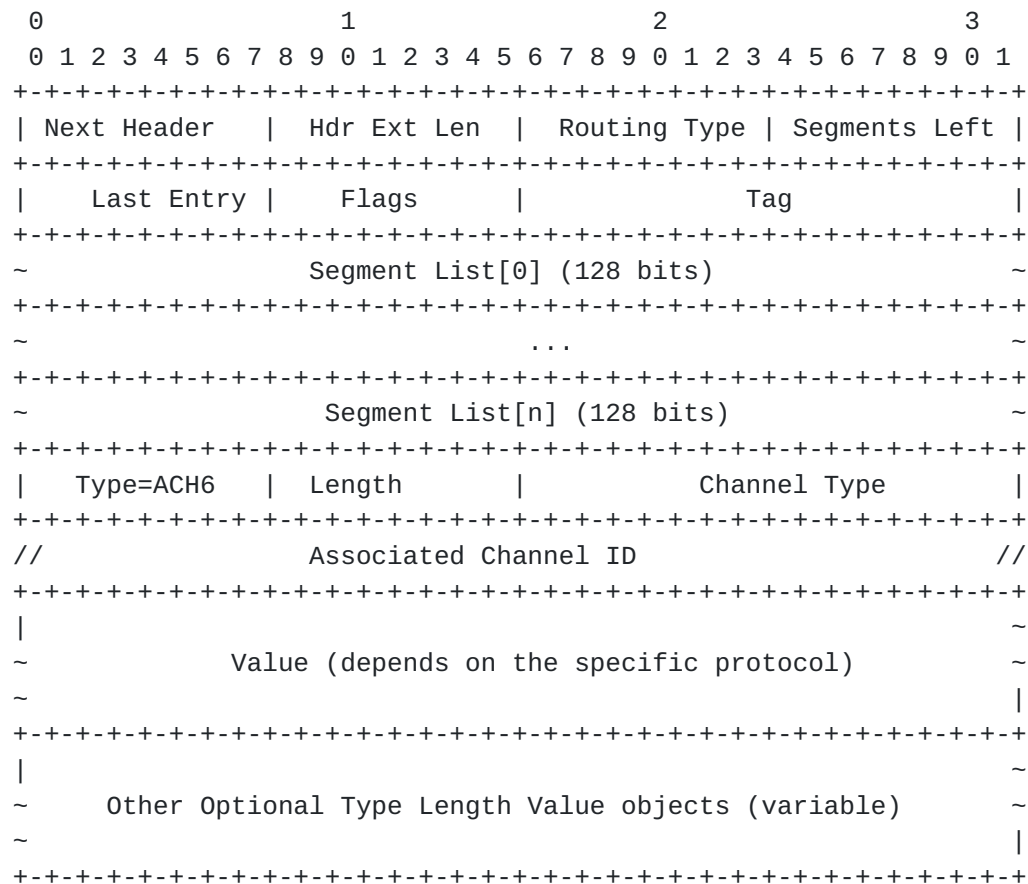 0                   1                   2                   3
 0 1 2 3 4 5 6 7 8 9 0 1 2 3 4 5 6 7 8 9 0 1 2 3 4 5 6 7 8 9 0 1
+-+-+-+-+-+-+-+-+-+-+-+-+-+-+-+-+-+-+-+-+-+-+-+-+-+-+-+-+-+-+-+-+
| Next Header   |  Hdr Ext Len  |  Routing Type | Segments Left |
+-+-+-+-+-+-+-+-+-+-+-+-+-+-+-+-+-+-+-+-+-+-+-+-+-+-+-+-+-+-+-+-+
|    Last Entry |    Flags      |              Tag              |
+-+-+-+-+-+-+-+-+-+-+-+-+-+-+-+-+-+-+-+-+-+-+-+-+-+-+-+-+-+-+-+-+
~                  Segment List[0] (128 bits)                   ~
+-+-+-+-+-+-+-+-+-+-+-+-+-+-+-+-+-+-+-+-+-+-+-+-+-+-+-+-+-+-+-+-+
~                                ...                            ~
+-+-+-+-+-+-+-+-+-+-+-+-+-+-+-+-+-+-+-+-+-+-+-+-+-+-+-+-+-+-+-+-+
~                   Segment List[n] (128 bits)                  ~
+-+-+-+-+-+-+-+-+-+-+-+-+-+-+-+-+-+-+-+-+-+-+-+-+-+-+-+-+-+-+-+-+
|   Type=ACH6   |  Length       |           Channel Type        |
+-+-+-+-+-+-+-+-+-+-+-+-+-+-+-+-+-+-+-+-+-+-+-+-+-+-+-+-+-+-+-+-+
//                 Associated Channel ID                       //
+-+-+-+-+-+-+-+-+-+-+-+-+-+-+-+-+-+-+-+-+-+-+-+-+-+-+-+-+-+-+-+-+
|                                                               ~
~             Value (depends on the specific protocol)          ~
~                                                               |
+-+-+-+-+-+-+-+-+-+-+-+-+-+-+-+-+-+-+-+-+-+-+-+-+-+-+-+-+-+-+-+-+
|                                                               ~
~     Other Optional Type Length Value objects (variable)       ~
~                                                               |
+-+-+-+-+-+-+-+-+-+-+-+-+-+-+-+-+-+-+-+-+-+-+-+-+-+-+-+-+-+-+-+-+